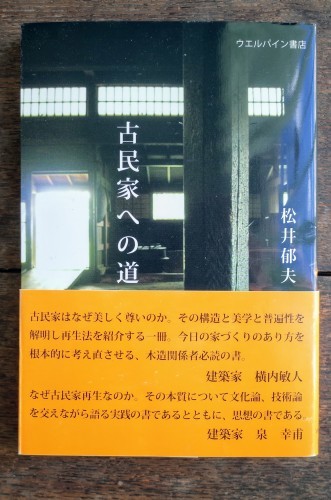 ウエルパイン書店
古民家への道
松井郁夫
古民家はなぜ美しく尊いのか。その構造と美学と普遍性を
解明し再生法を紹介する一冊。今日の家づくりのあり方を
根本的に考え直させる、木造関係者必読の書。
建築家　横内敏人
なぜ古民家再生なのか。その本質について文化論、技術論
を交えながら語る実践の書であるとともに、思想の書である。
建築家　泉　幸甫